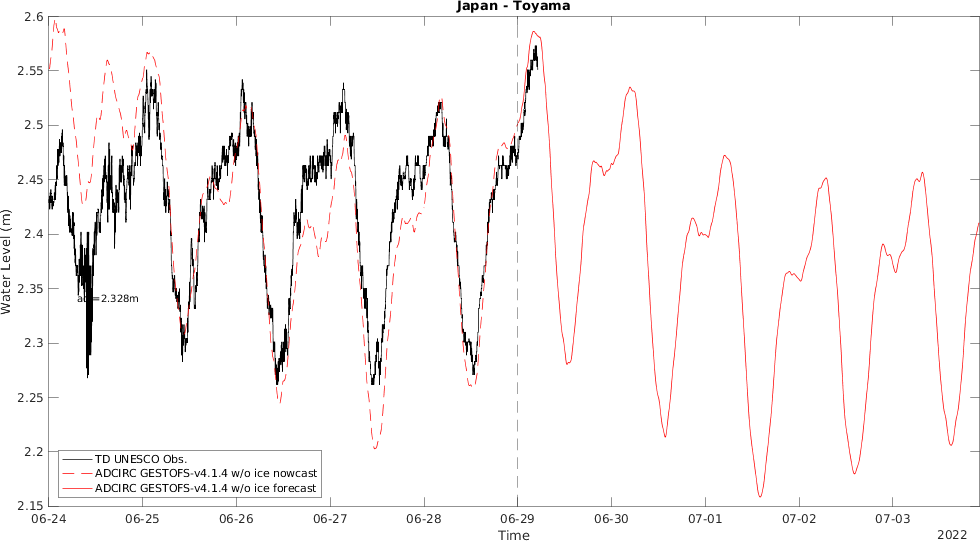 Japan - Toyama
Water Level (m)
2.6
2.55
2.5
2.45
2.4
2.35
2.3
2.25
2.2
2.15
=2.328m
TD UNESCO Obs.
ADCIRC GESTOFS-v4.1.4 w/o ice nowcast
ADCIRC GESTOFS-v4.1.4 w/o ice forecast
06-24 06-25 06-26 06-27 06-28 06-29 06-30 07-01 07-02 07-03
Time
2022